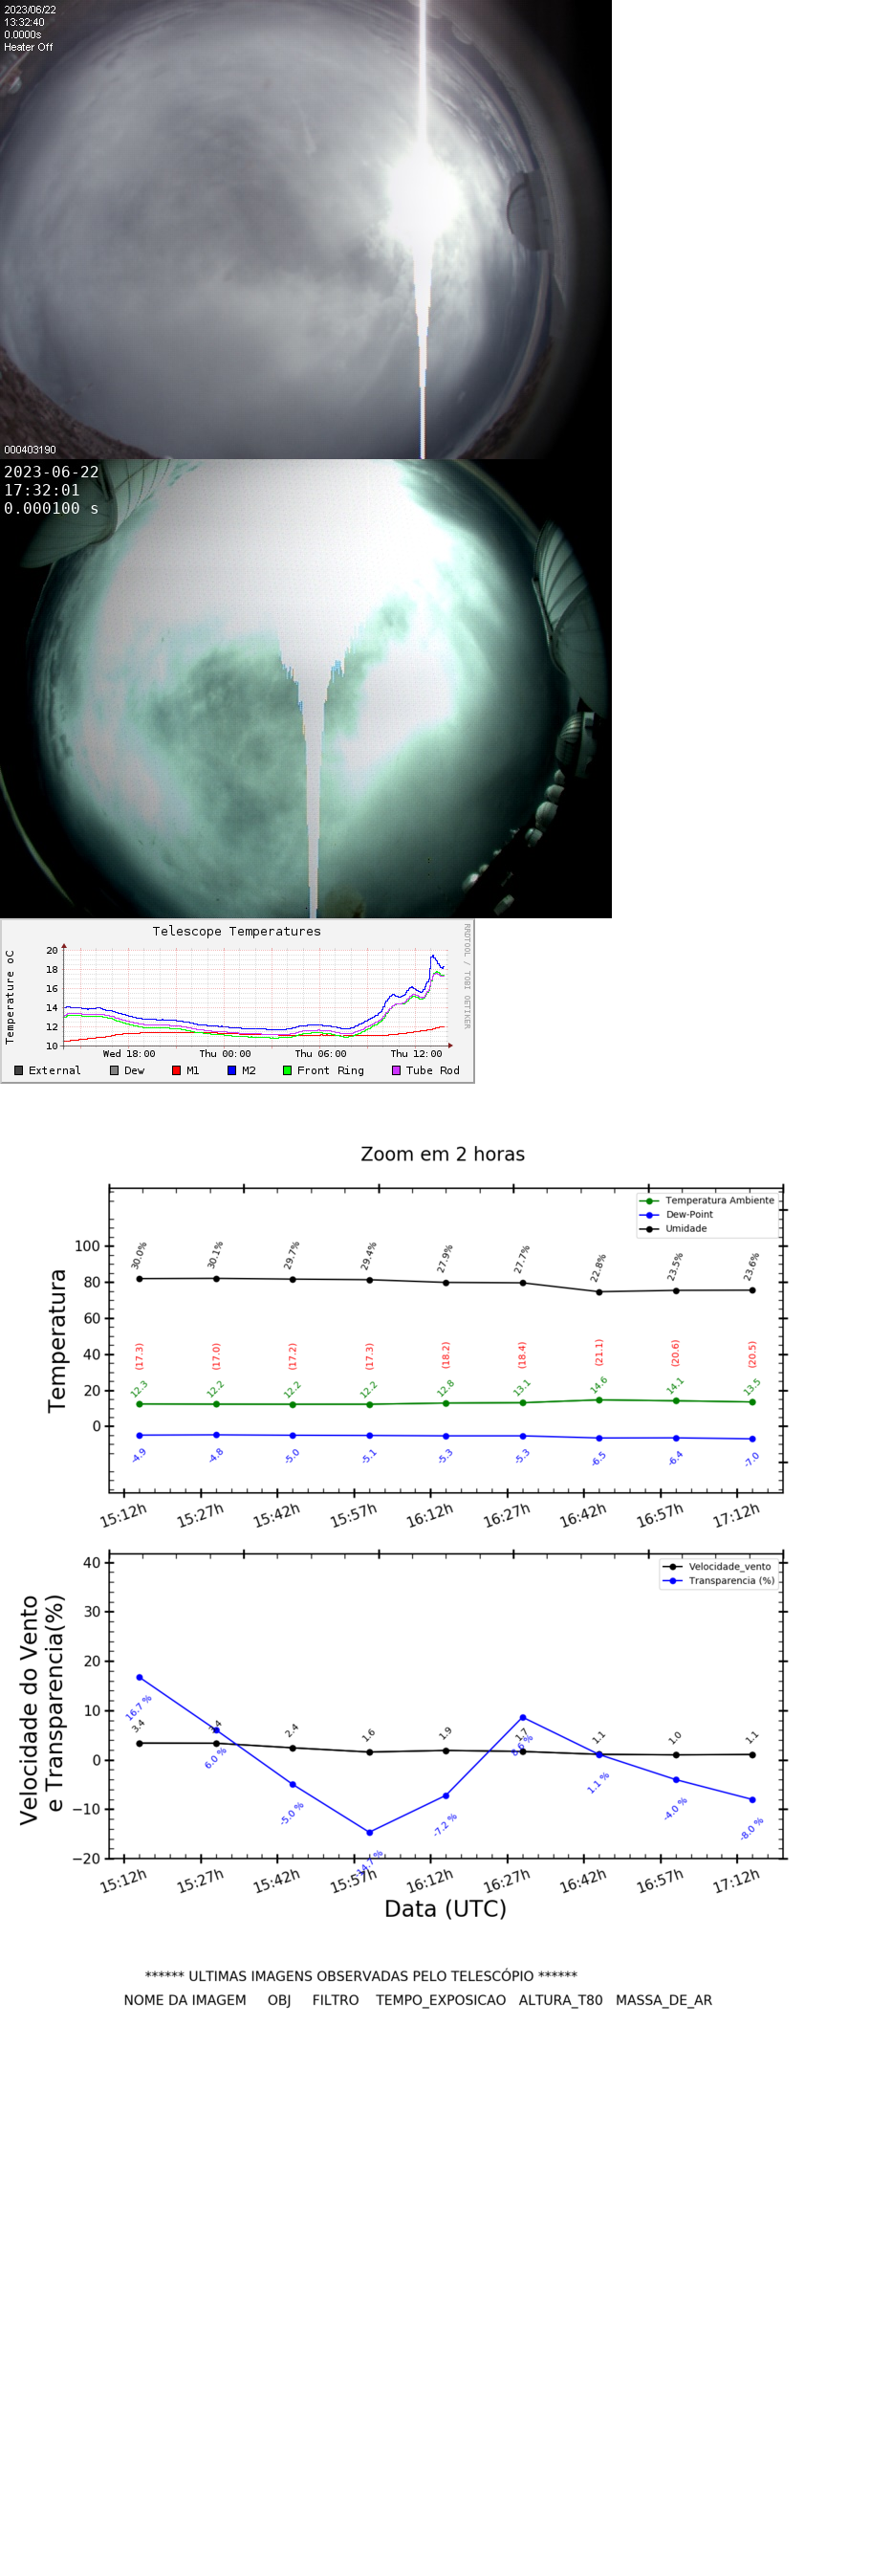 2023/06/22
13:32:40
0.0000s
Heater Off
000403190
2023-06-22
17:32:01
0.000100 s
Telescope Temperatures
RRDTOOL / TOBI OETIKER
Temperature oC
20
18
16
14
12
10
Wed 18:00 Thu 00:00 Thu 06:00 Thu 12:00
External Dew M1 M2 Front Ring Tube Rod
Zoom em 2 horas
Temperatura
100
80
60
40
20
0
Temperatura Ambiente
Dew-Point
Umidade
30.0% 30.1% 29.7% 29.4% 27.9% 27.7% 22.8% 23.5% 23.6%
(17.3) (17.0) (17.2) (17.3) (18.2) (18.4) (21.1) (20.6) (20.5)
12.3 12.2 12.2 12.2 12.8 13.1 14.6 14.1 13.5
-4.9 -4.8 -5.0 -5.1 -5.3 -5.3 -6.5 -6.4 -7.0
15:12h 15:27h 15:42h 15:57h 16:12h 16:27h 16:42h 16:57h 17:12h
Velocidade do Vento
e Transparencia(%)
40
30
20
10
0
−10
−20
Velocidade_vento
Transparencia (%)
3.4 3.4 2.4 1.6 1.9 1.7 1.1 1.0 1.1
16.7 % 6.0 % -5.0 % -14.7 % -7.2 % 8.6 % 1.1 % -4.0 % -8.0 %
15:12h 15:27h 15:42h 15:57h 16:12h 16:27h 16:42h 16:57h 17:12h
Data (UTC)
****** ULTIMAS IMAGENS OBSERVADAS PELO TELESCÓPIO ******
NOME DA IMAGEM OBJ FILTRO TEMPO_EXPOSICAO ALTURA_T80 MASSA_DE_AR